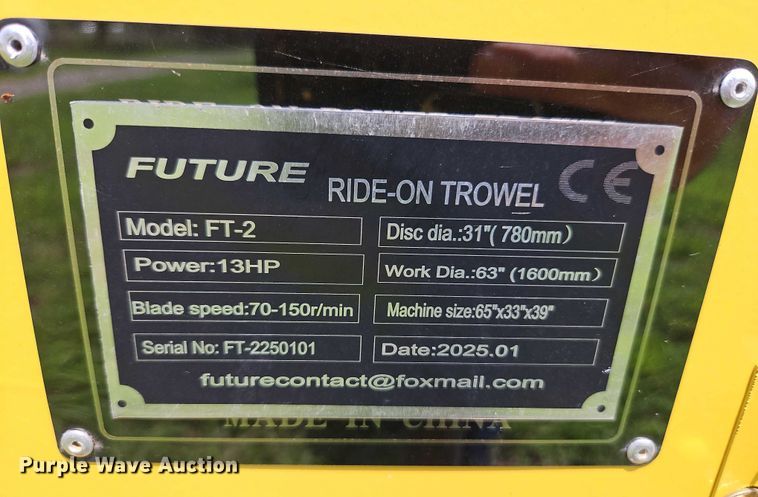 FUTURE
RIDE-ON TROWEL CE
Model: FT-2
Disc dia.:31"( 780mm)
Power:13HP
Work Dia.:63" (1600mm)
Blade speed:70-150r/min
Machine size:65"x33"x39"
Serial No: FT-2250101
Date:2025.01
futurecontact@foxmail.com
MADE IN CHINA
Purple Wave Auction